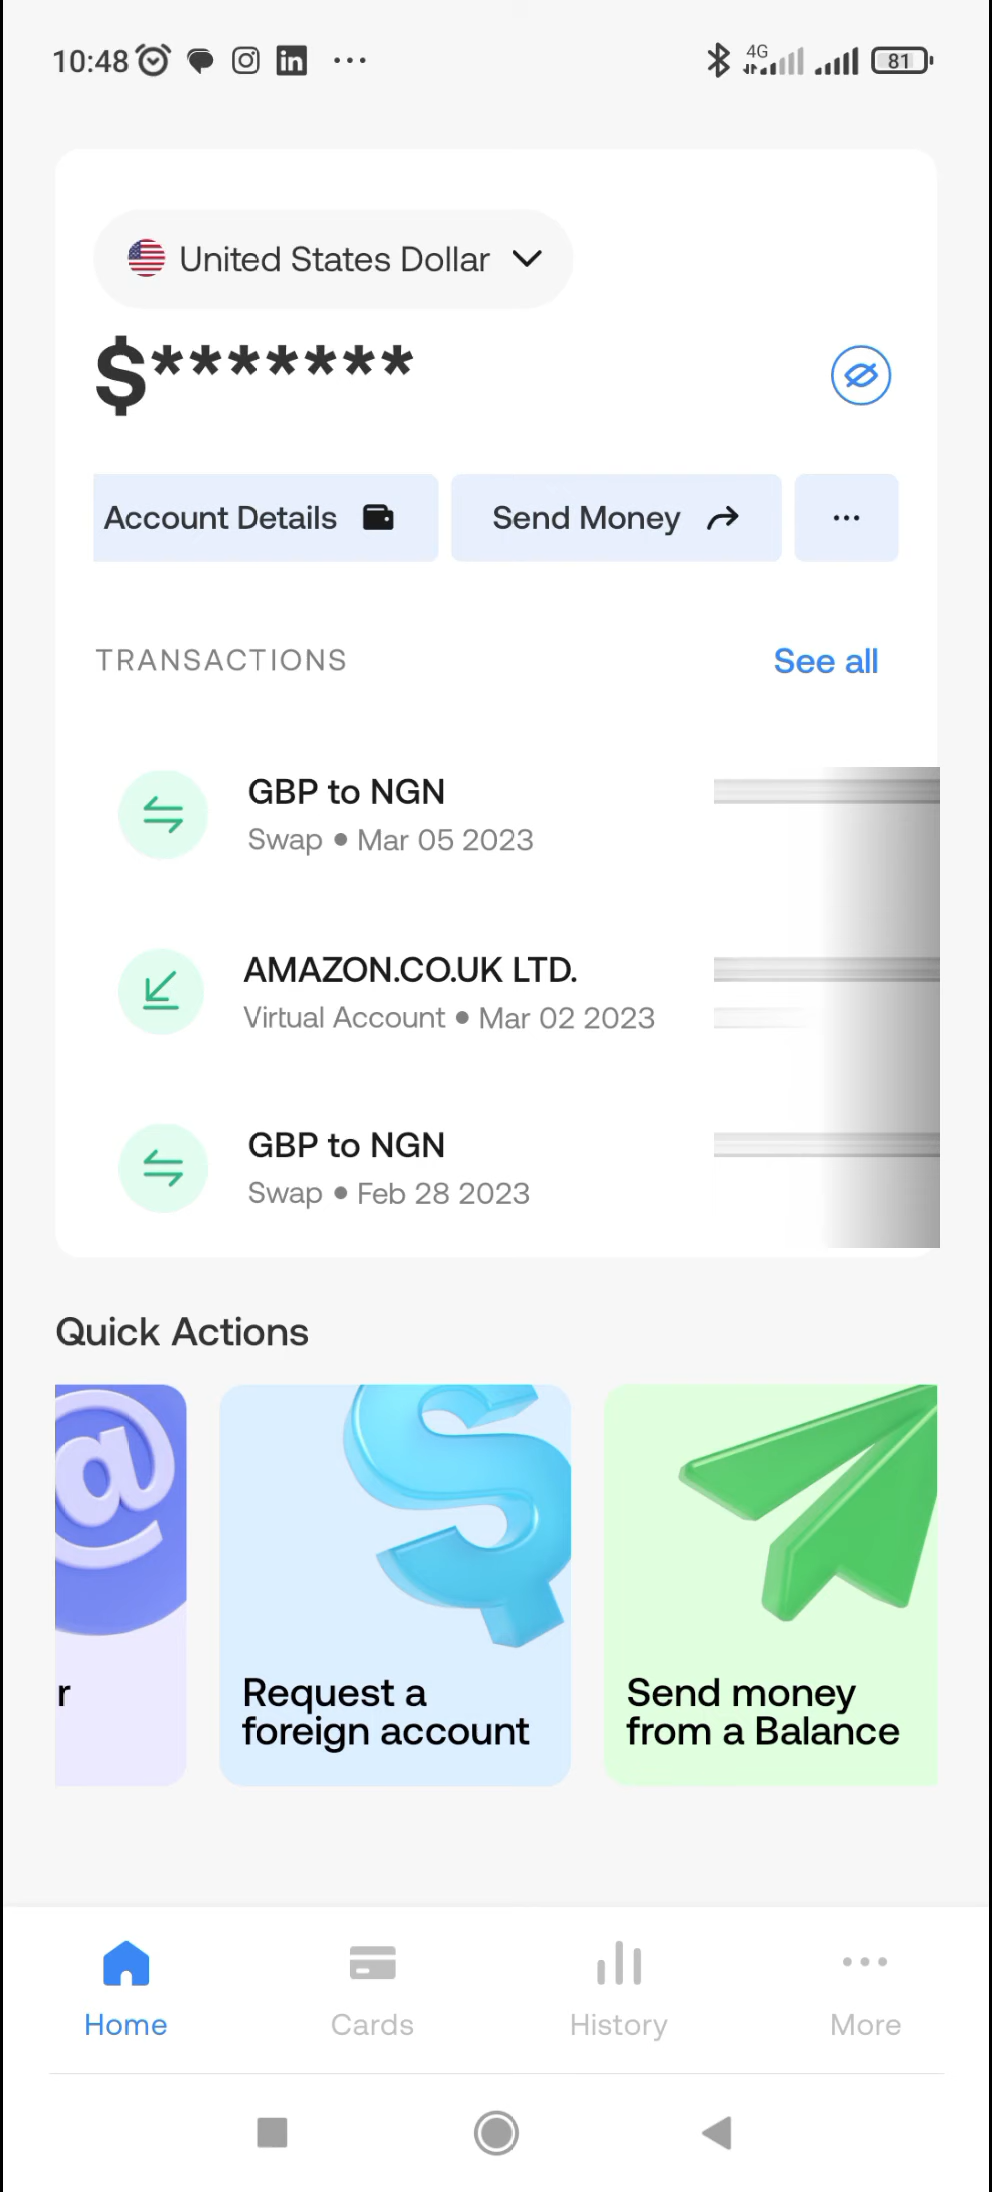 10:48
4G
81
United States Dollar
$*******
Account Details
Send Money
TRANSACTIONS
See all
GBP to NGN
Swap • Mar 05 2023
AMAZON.CO.UK LTD.
Virtual Account • Mar 02 2023
GBP to NGN
Swap • Feb 28 2023
Quick Actions
@
r
Request a
foreign account
Send money
from a Balance
Home
Cards
History
More